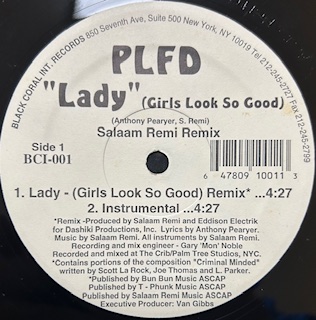 BLACK CORAL INT. RECORDS 850 Seventh Ave, Suite 500 New York, NY 10019 Tel 212-245-2727 Fax 212-245-2799
PLFD
"Lady" (Girls Look So Good)
(Anthony Pearyer, S. Remi)
Salaam Remi Remix
Side 1
BCI-001
6 47809 10011 3
1. Lady - (Girls Look So Good) Remix* ...4:27
2. Instrumental ...4:27
*Remix -Produced by Salaam Remi and Eddison Electrik
for Dashiki Productions, Inc. Lyrics by Anthony Pearyer.
Music by Salaam Remi. All instruments by Salaam Remi.
Recording and mix engineer - Gary 'Mon' Noble
Recorded and mixed at The Crib/Palm Tree Studios, NYC.
*Contains portions of the composition "Criminal Minded"
written by Scott La Rock, Joe Thomas and L. Parker.
*Published by Bun Bun Music ASCAP
Published by T - Phunk Music ASCAP
Published by Salaam Remi Music ASCAP
Executive Producer: Van Gibbs